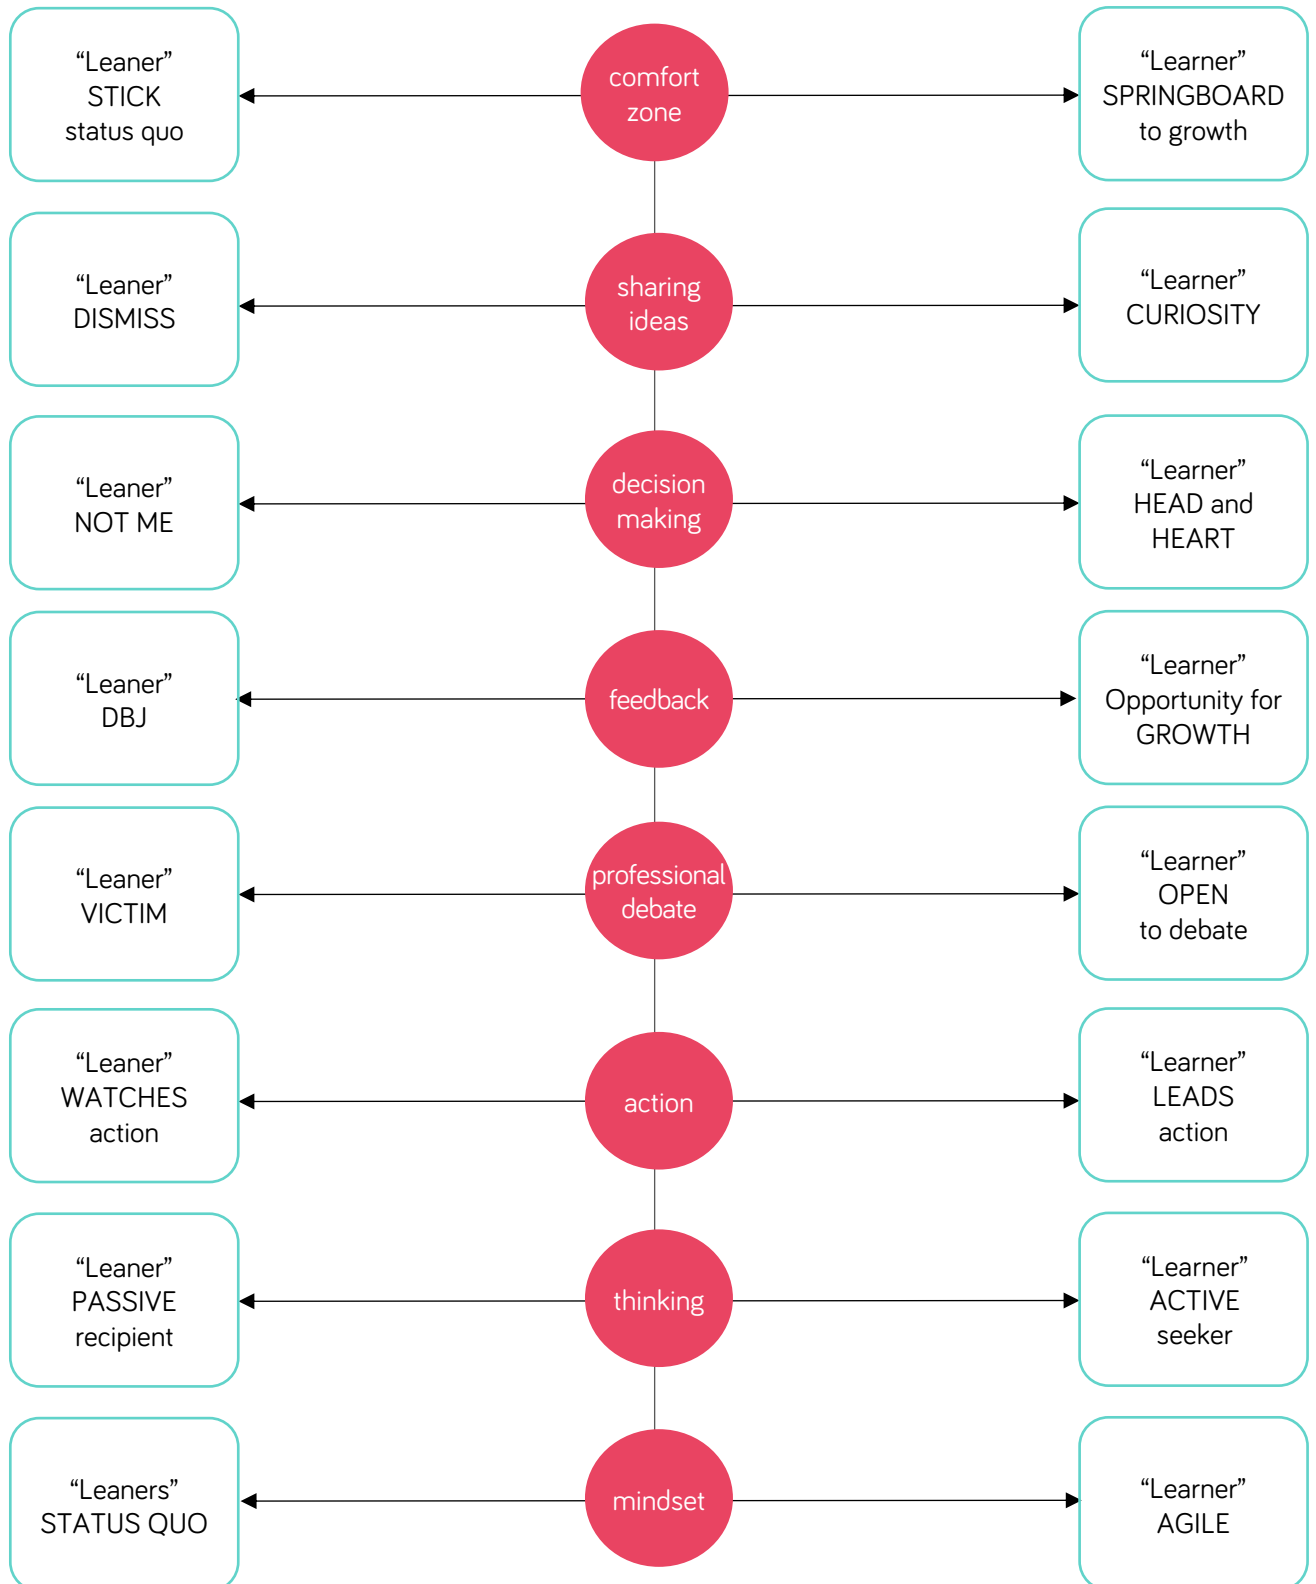 “Leaner”
STICK
status quo
comfort
zone
“Learner”
SPRINGBOARD
to growth
“Leaner”
DISMISS
sharing
ideas
“Learner”
CURIOSITY
“Leaner”
NOT ME
decision
making
“Learner”
HEAD and
HEART
“Leaner”
DBJ
feedback
“Learner”
Opportunity for
GROWTH
“Leaner”
VICTIM
professional
debate
“Learner”
OPEN
to debate
“Leaner”
WATCHES
action
action
“Learner”
LEADS
action
“Leaner”
PASSIVE
recipient
thinking
“Learner”
ACTIVE
seeker
“Leaners”
STATUS QUO
mindset
“Learner”
AGILE